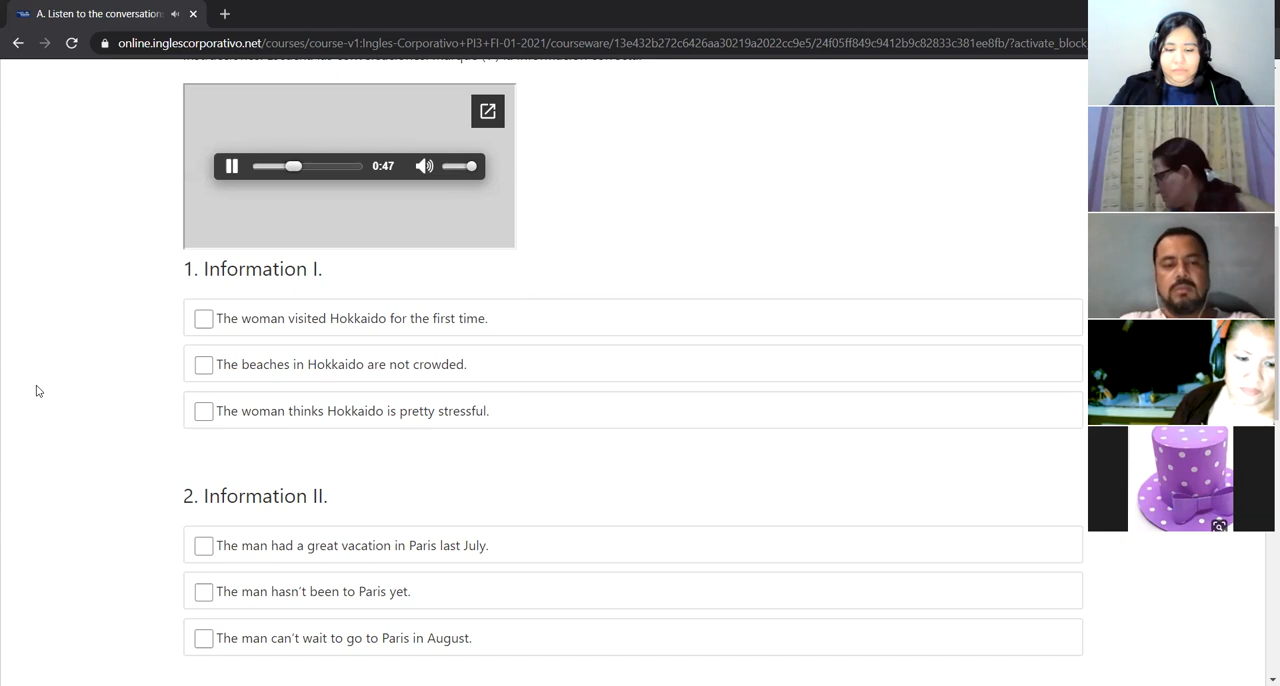 A. Listen to the conversation
online.inglescorporativo.net/courses/course-v1:Ingles-Corporativo+PI3+FI-01-2021/courseware/13e432b272c6426aa30219a2022cc9e5/24f05ff849c9412b9c82833c381ee8fb/?activate_block
0:47
1. Information I.
The woman visited Hokkaido for the first time.
The beaches in Hokkaido are not crowded.
The woman thinks Hokkaido is pretty stressful.
2. Information II.
The man had a great vacation in Paris last July.
The man hasn't been to Paris yet.
The man can't wait to go to Paris in August.